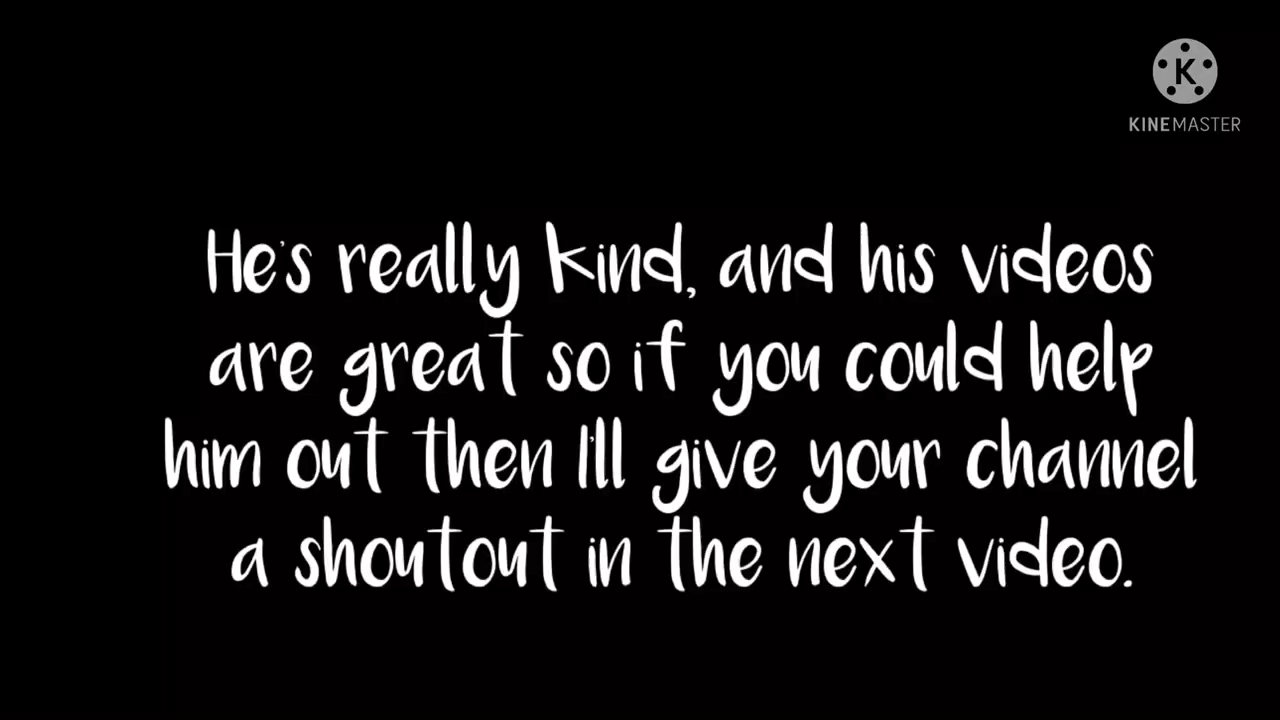 K
KINEMASTER
He's really kind, and his videos
are great so if you could help
him out then I'll give your channel
a shoutout in the next video.